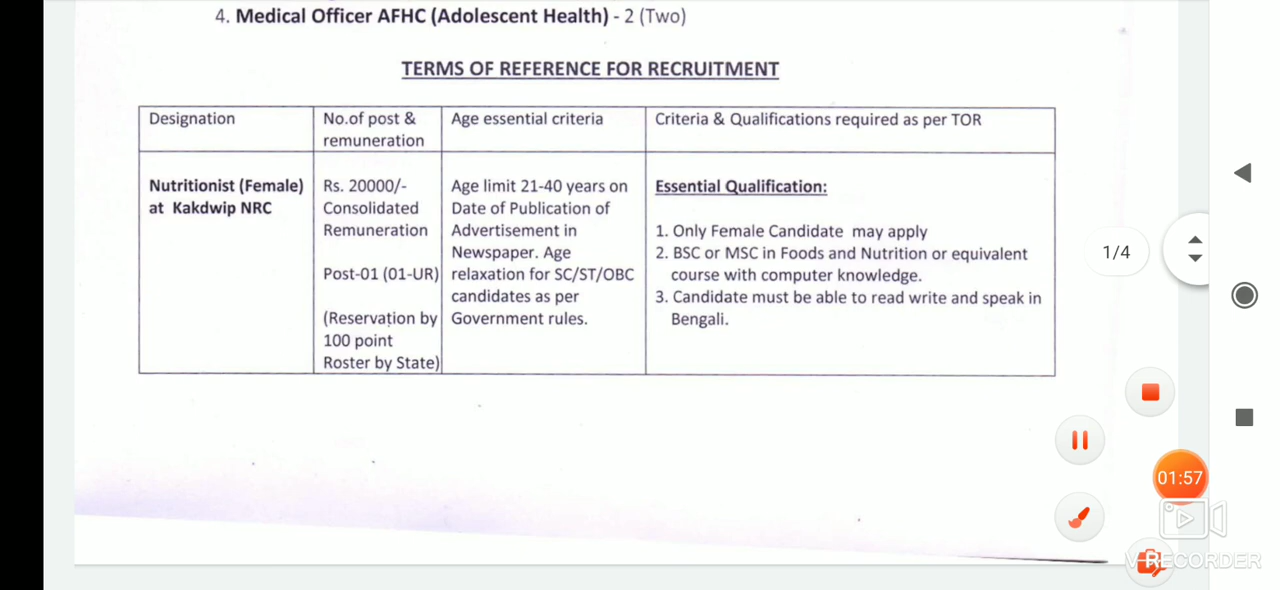 4. Medical Officer AFHC (Adolescent Health) - 2 (Two)
TERMS OF REFERENCE FOR RECRUITMENT
Designation
No.of post &
remuneration
Age essential criteria
Criteria & Qualifications required as per TOR
Nutritionist (Female)
at Kakdwip NRC
Rs. 20000/-
Consolidated
Remuneration
Post-01 (01-UR)
(Reservation by
100 point
Roster by State)
Age limit 21-40 years on
Date of Publication of
Advertisement in
Newspaper. Age
relaxation for SC/ST/OBC
candidates as per
Government rules.
Essential Qualification:
1. Only Female Candidate may apply
2. BSC or MSC in Foods and Nutrition or equivalent
course with computer knowledge.
3. Candidate must be able to read write and speak in
Bengali.
1/4
01:57
V-RECORDER